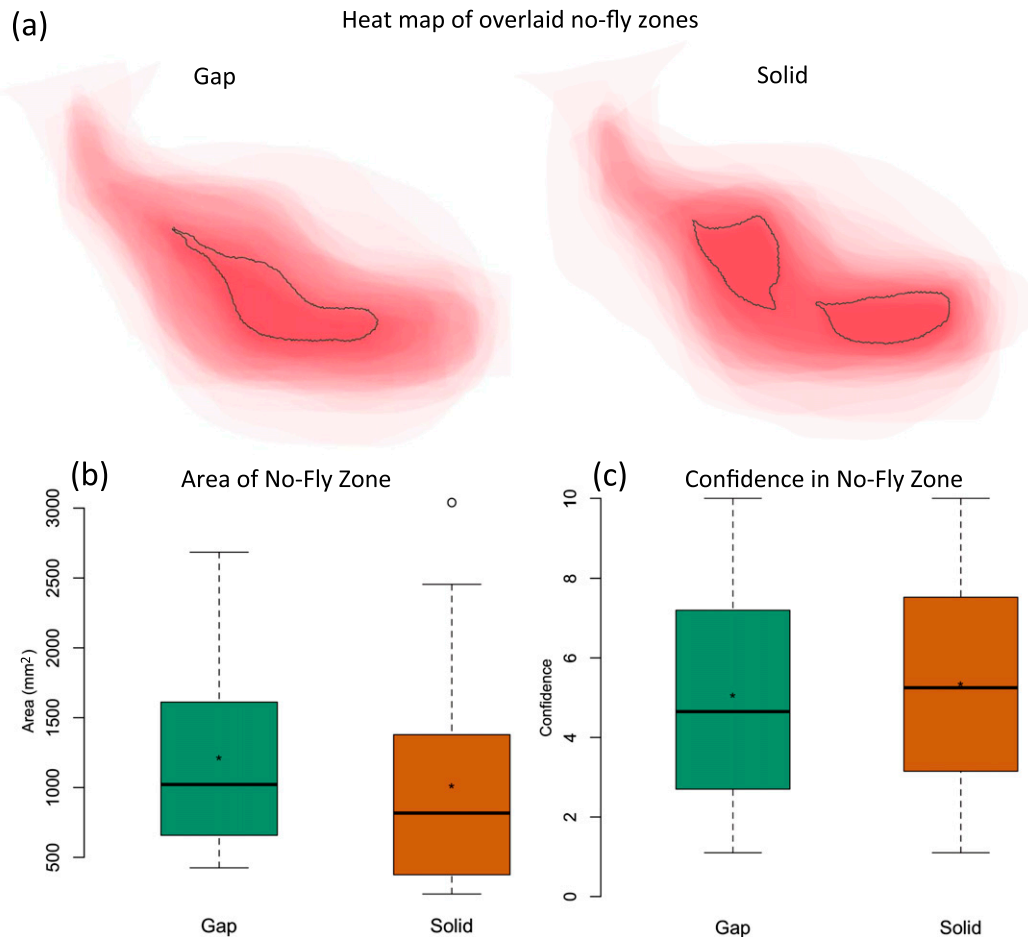 (a)
Heat map of overlaid no-fly zones
Gap
Solid
(b)
Area of No-Fly Zone
3000
2500
2000
1500
1000
500
Area (mm²)
Gap
Solid
(c)
Confidence in No-Fly Zone
10
8
6
4
2
0
Confidence
Gap
Solid